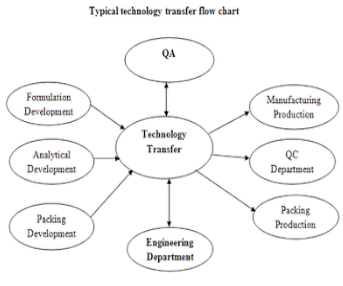 Typical technology transfer flow chart
QA
Formulation
Development
Manufacturing
Production
Technology
Transfer
Analytical
Development
QC
Department
Packing
Development
Packing
Production
Engineering
Department